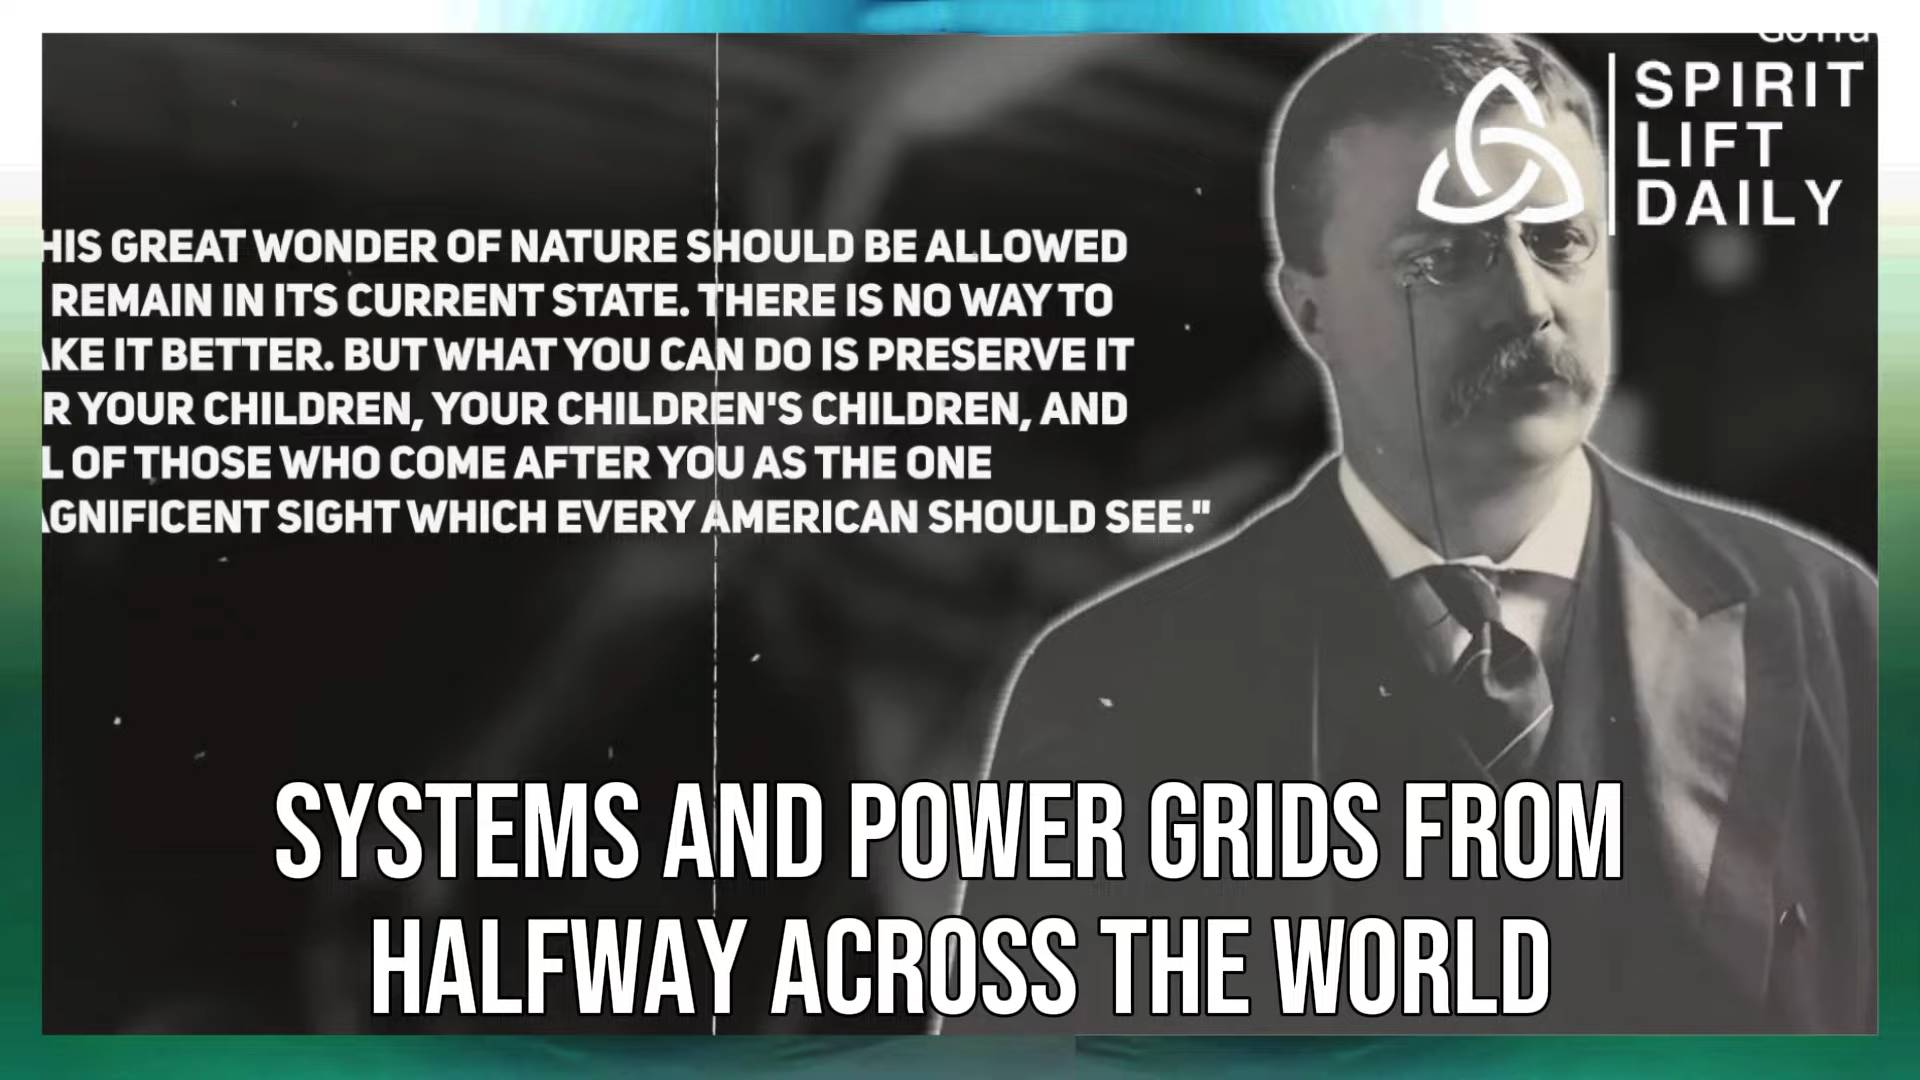 SPIRIT
LIFT
DAILY
HIS GREAT WONDER OF NATURE SHOULD BE ALLOWED
REMAIN IN ITS CURRENT STATE. THERE IS NO WAY TO
AKE IT BETTER. BUT WHAT YOU CAN DO IS PRESERVE IT
R YOUR CHILDREN, YOUR CHILDREN'S CHILDREN, AND
L OF THOSE WHO COME AFTER YOU AS THE ONE
AGNIFICENT SIGHT WHICH EVERY AMERICAN SHOULD SEE."
SYSTEMS AND POWER GRIDS FROM
HALFWAY ACROSS THE WORLD